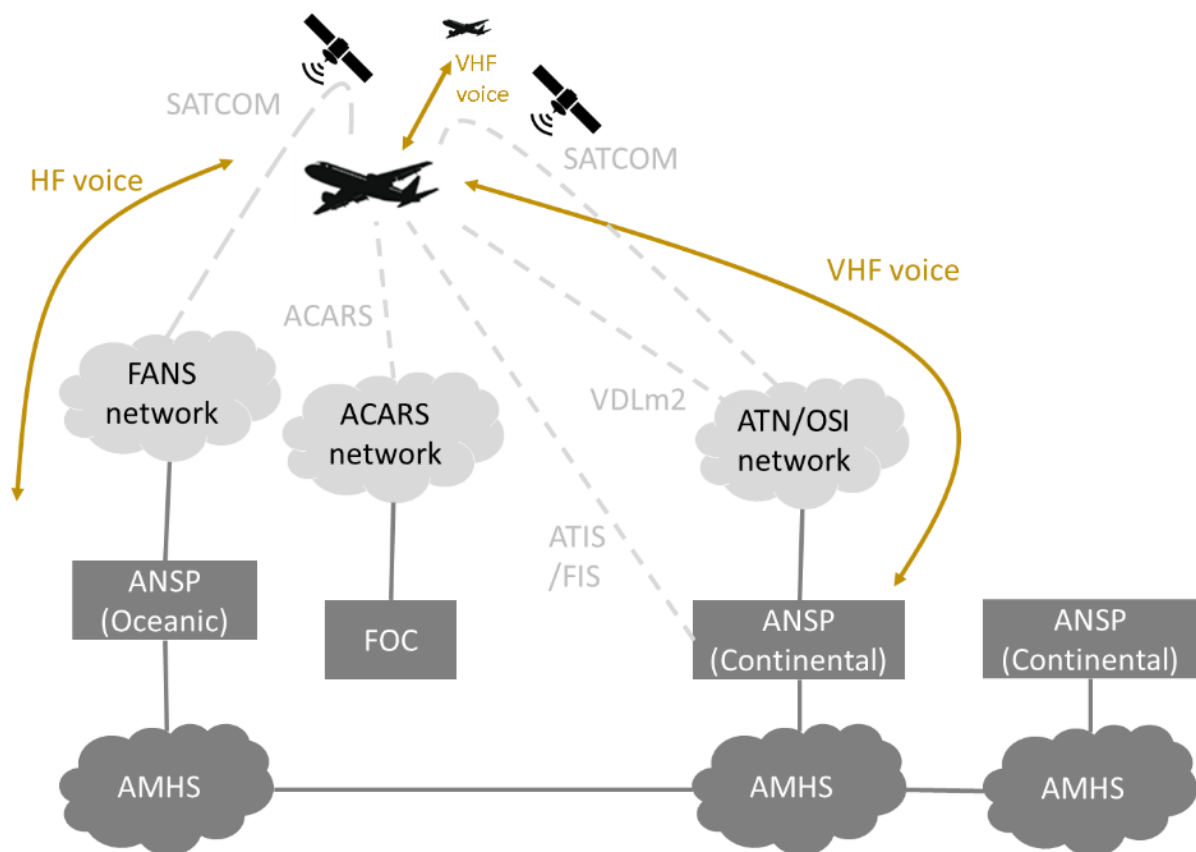 VHF
voice
SATCOM
SATCOM
HF voice
VHF voice
ACARS
FANS
network
ACARS
network
VDLm2
ATN/OSI
network
ATIS
/FIS
ANSP
(Oceanic)
FOC
ANSP
(Continental)
ANSP
(Continental)
AMHS
AMHS
AMHS